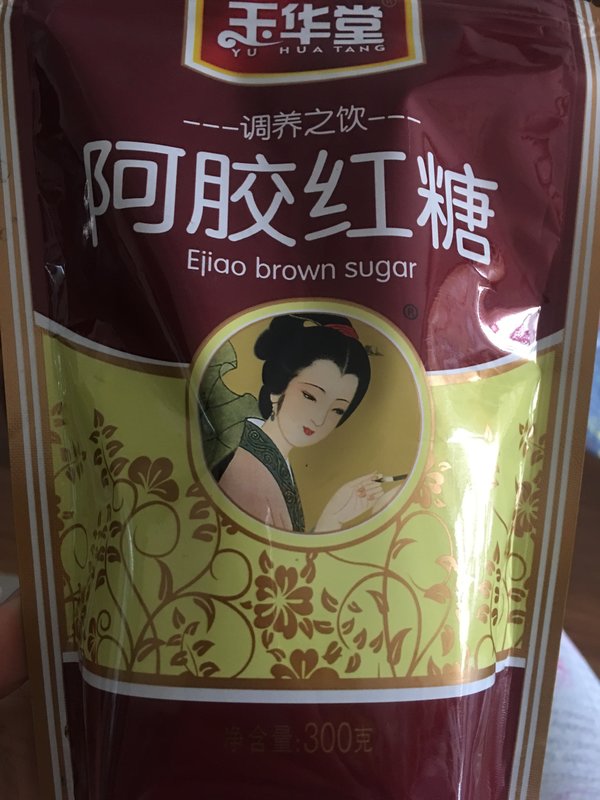 玉华堂®
YU HUA TANG
---调养之饮---
阿胶红糖
Ejiao brown sugar
®
净含量:300克